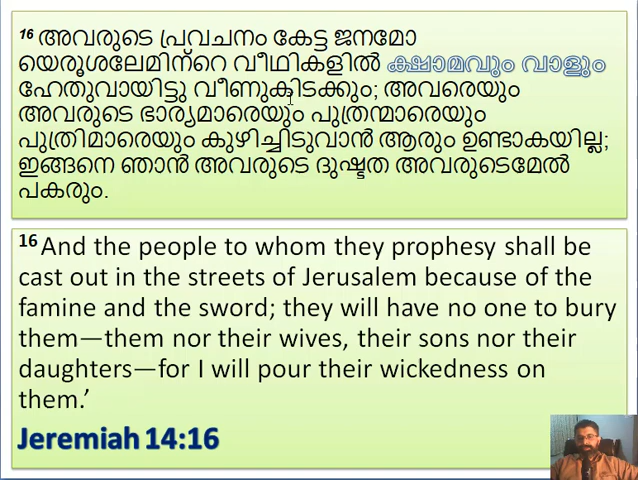 16 അവരുടെ പ്രവചനം കേട്ട ജനമോ
യെരൂശലേമിന്റെ വീഥികളിൽ ക്ഷാമവും വാളും
ഹേതുവായിട്ടു വീണുകിടക്കും; അവരെയും
അവരുടെ ഭാര്യമാരെയും പുത്രന്മാരെയും
പുത്രിമാരെയും കുഴിച്ചിടുവാൻ ആരും ഉണ്ടാകയില്ല;
ഇങ്ങനെ ഞാൻ അവരുടെ ദുഷ്ടത അവരുടെമേൽ
പകരും.
16 And the people to whom they prophesy shall be
cast out in the streets of Jerusalem because of the
famine and the sword; they will have no one to bury
them—them nor their wives, their sons nor their
daughters—for I will pour their wickedness on
them.’
Jeremiah 14:16